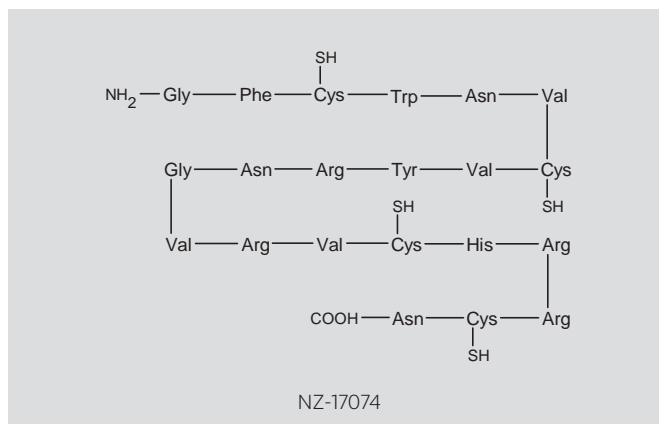 SH
NH2 Gly Phe Cys Trp Asn Val
Gly Asn Arg Tyr Val Cys
SH SH
Val Arg Val Cys His Arg
COOH Asn Cys Arg
SH
NZ-17074